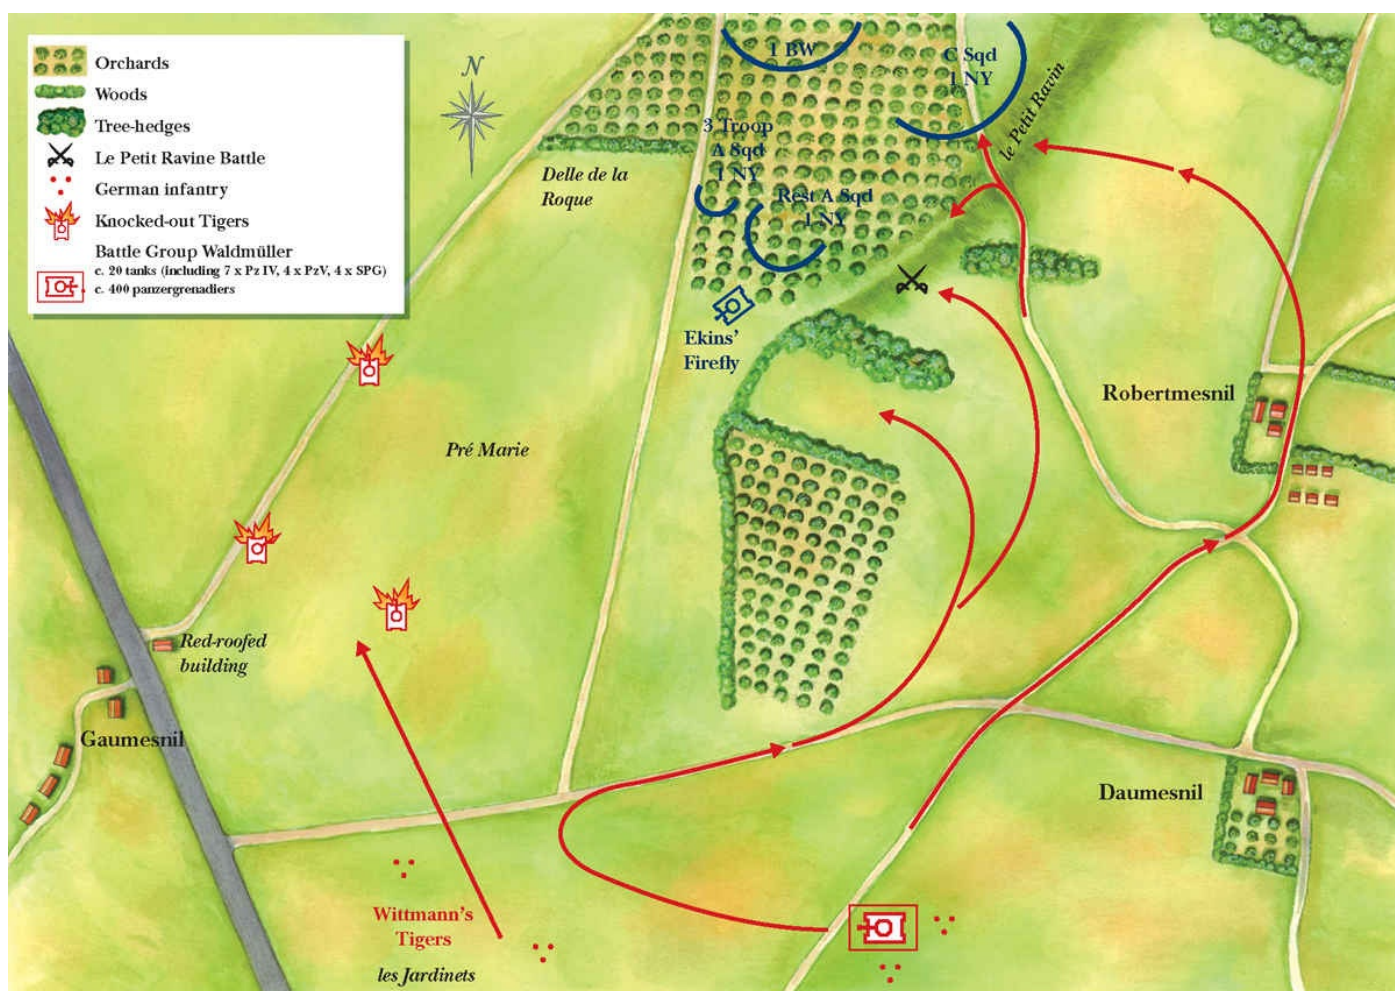 Orchards
Woods
Tree-hedges
Le Petit Ravine Battle
German infantry
Knocked-out Tigers
Battle Group Waldmüller
c. 20 tanks (including 7 x Pz IV, 4 x PzV, 4 x SPG)
c. 400 panzergrenadiers
N
1 BW
C Sqd
1 NY
le Petit Ravin
3 Troop
A Sqd
1 NY
Delle de la
Roque
Rest A Sqd
1 NY
Ekins’
Firefly
Robertmesnil
Pré Marie
Red-roofed
building
Gaumesnil
Daumesnil
Wittmann’s
Tigers
les Jardinets